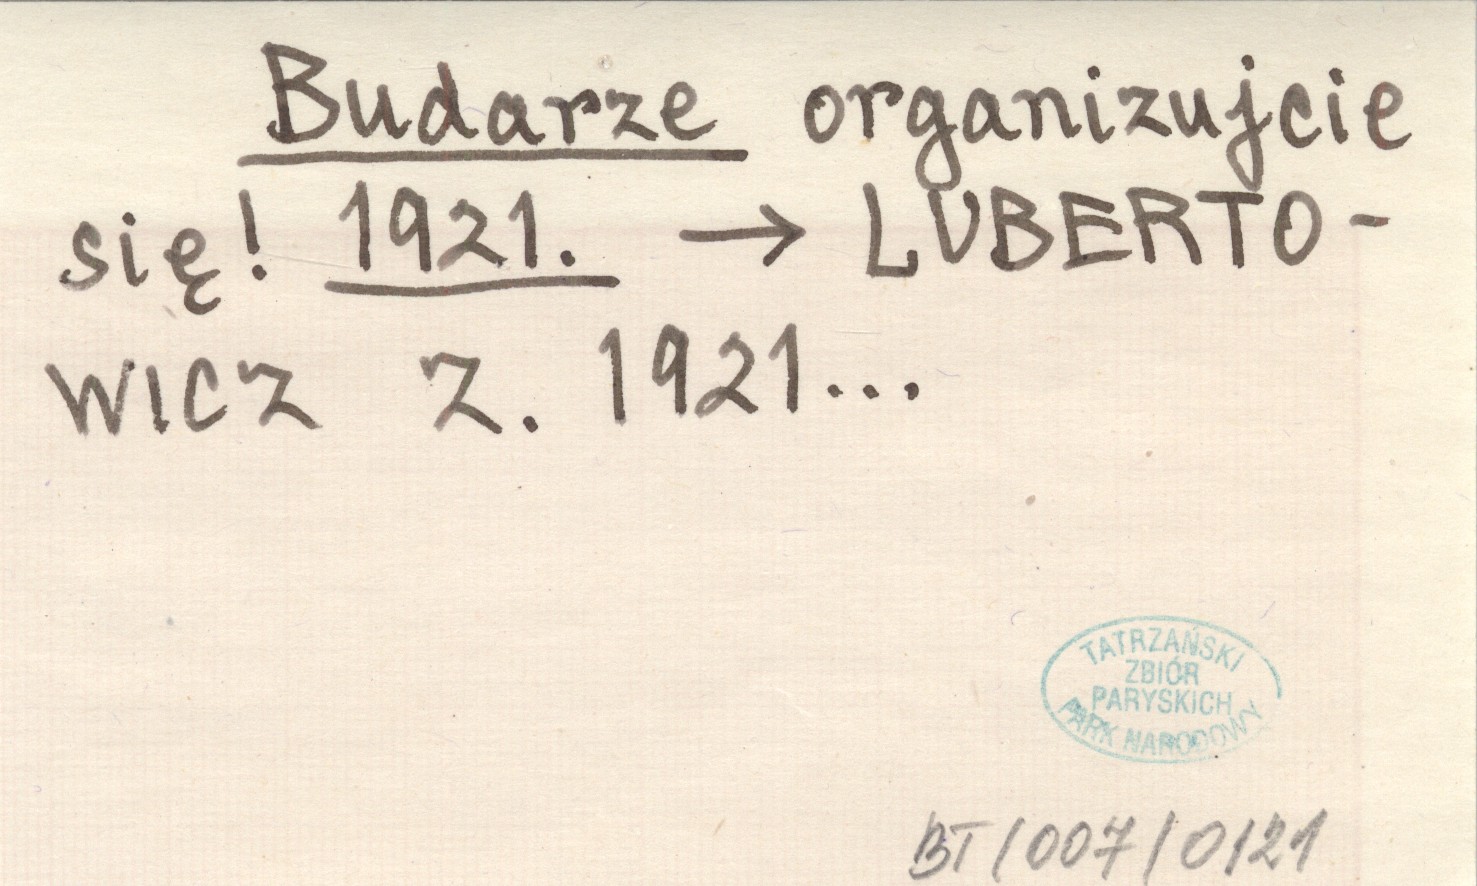 Budarze organizujcie
się! 1921. → LUBERTO-
WICZ Z. 1921...
TATRZAŃSKI
ZBIÓR
PARYSKICH
PARK NARODOWY
BT/007/0121